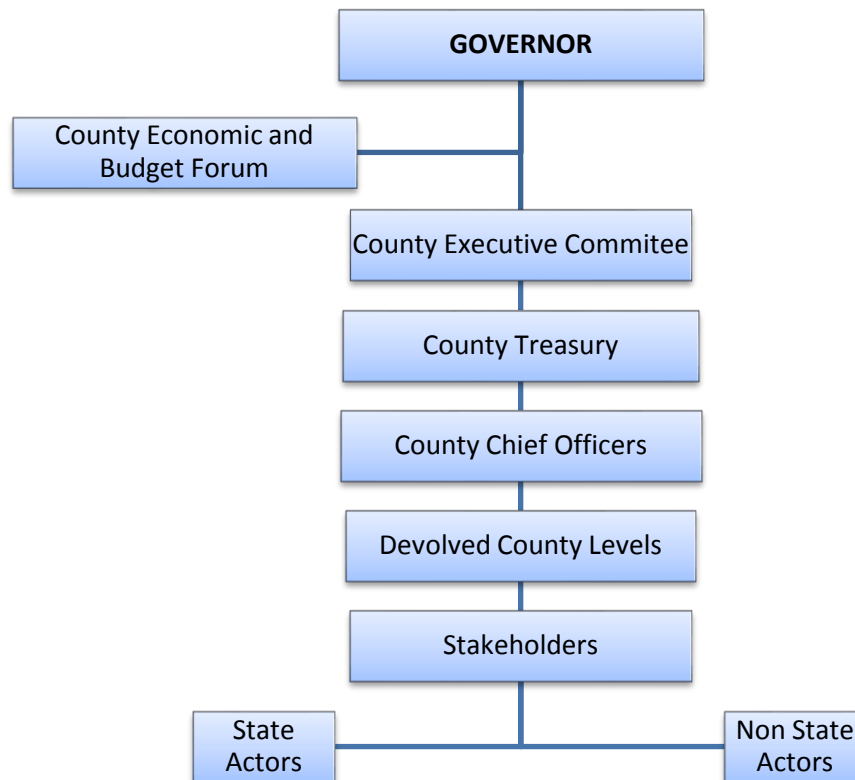 GOVERNOR
County Economic and
Budget Forum
County Executive Commitee
County Treasury
County Chief Officers
Devolved County Levels
Stakeholders
State
Actors
Non State
Actors